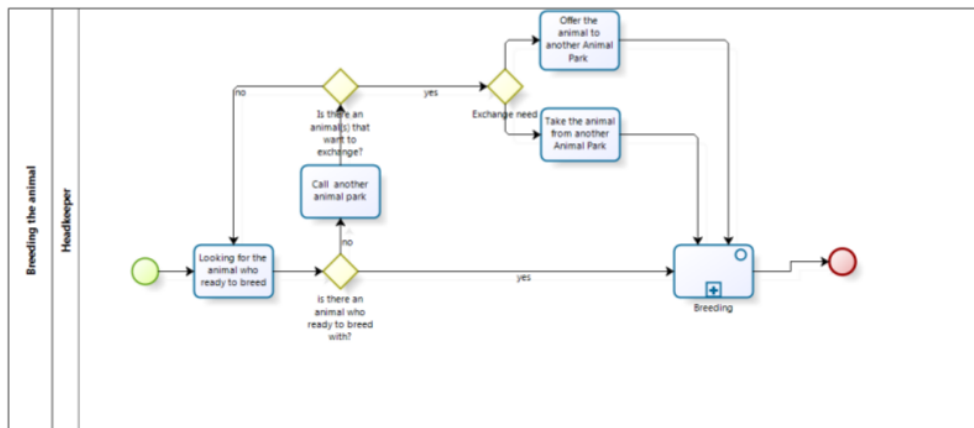 Breeding the animal
Headkeeper
Offer the
animal to
another Animal
Park
no
yes
Is there an
animal(s) that
want to
exchange?
Exchange need
Take the animal
from another
Animal Park
Call another
animal park
no
Looking for the
animal who
ready to breed
yes
is there an
animal who
ready to breed
with?
Breeding